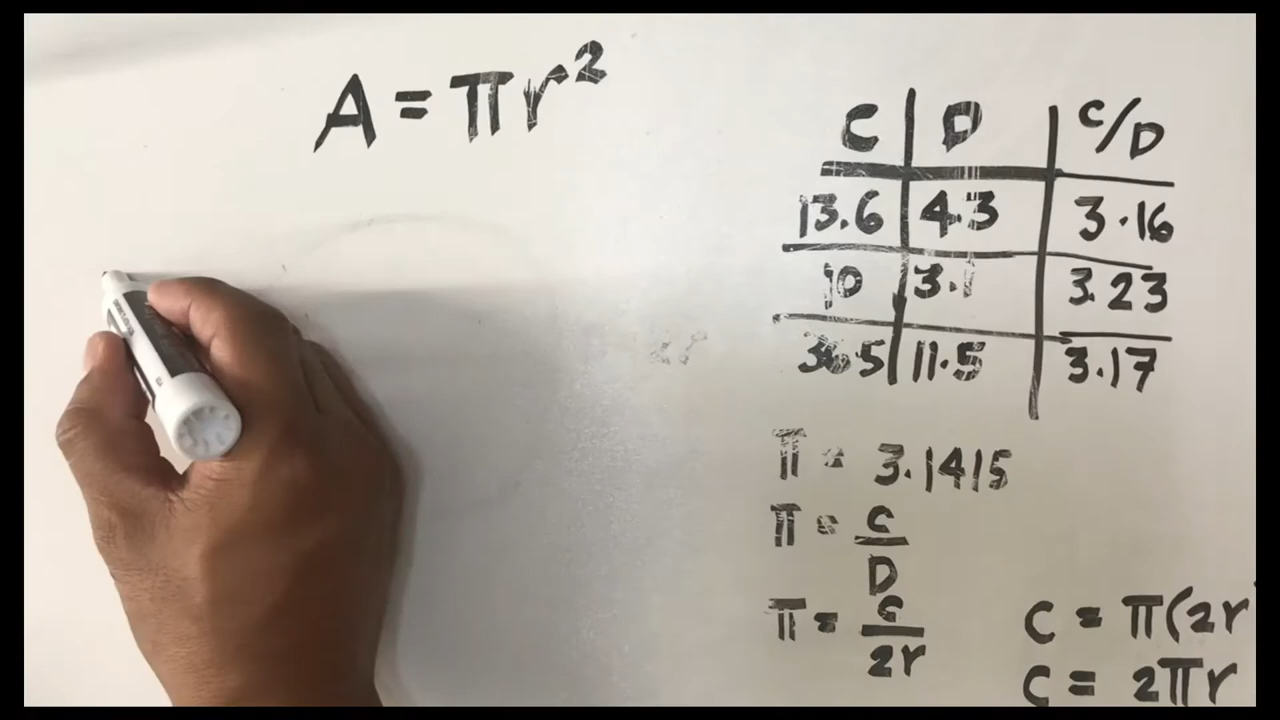 A = πr²
C D C/D
13.6 4.3 3.16
10 3.1 3.23
36.5 11.5 3.17
π = 3.1415
π = C/D
π = C/2r
C = π(2r
C = 2πr